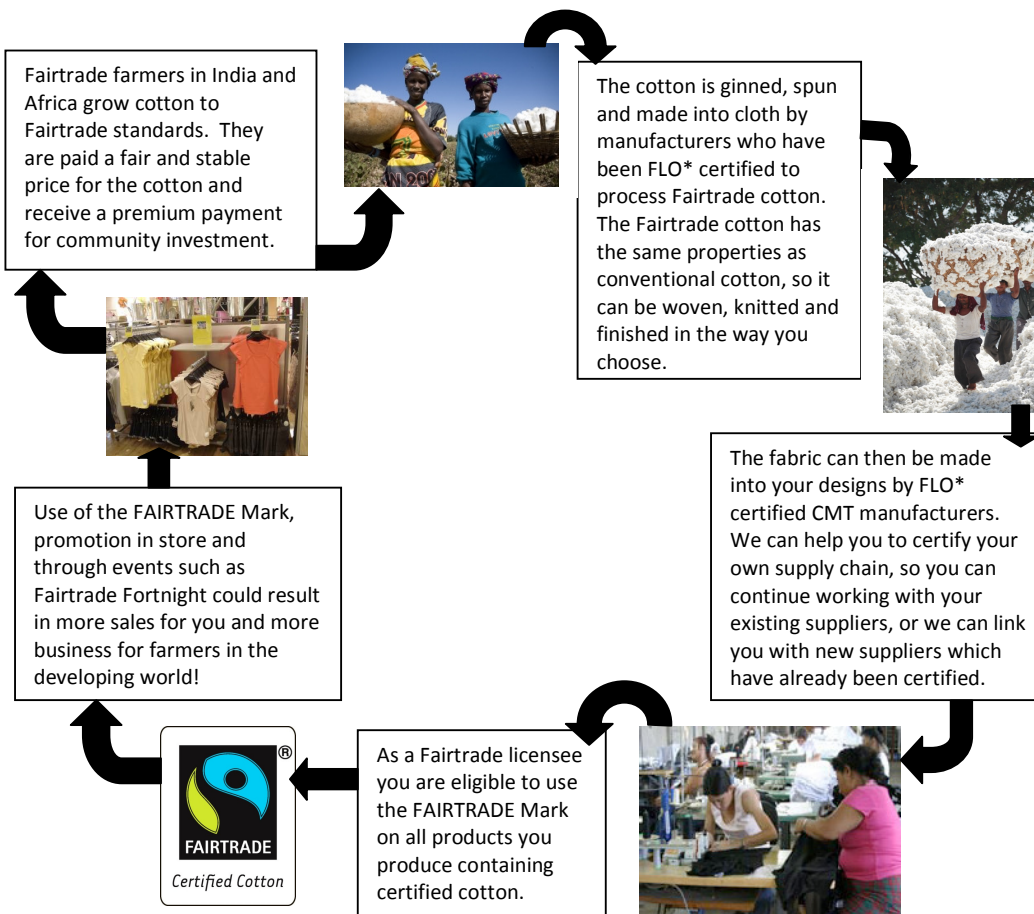 Fairtrade farmers in India and
Africa grow cotton to
Fairtrade standards.  They
are paid a fair and stable
price for the cotton and
receive a premium payment
for community investment.
The cotton is ginned, spun
and made into cloth by
manufacturers who have
been FLO* certified to
process Fairtrade cotton.
The Fairtrade cotton has
the same properties as
conventional cotton, so it
can be woven, knitted and
finished in the way you
choose.
The fabric can then be made
into your designs by FLO*
certified CMT manufacturers.
We can help you to certify your
own supply chain, so you can
continue working with your
existing suppliers, or we can link
you with new suppliers which
have already been certified.
As a Fairtrade licensee
you are eligible to use
the FAIRTRADE Mark
on all products you
produce containing
certified cotton.
®
FAIRTRADE
Certified Cotton
Use of the FAIRTRADE Mark,
promotion in store and
through events such as
Fairtrade Fortnight could result
in more sales for you and more
business for farmers in the
developing world!